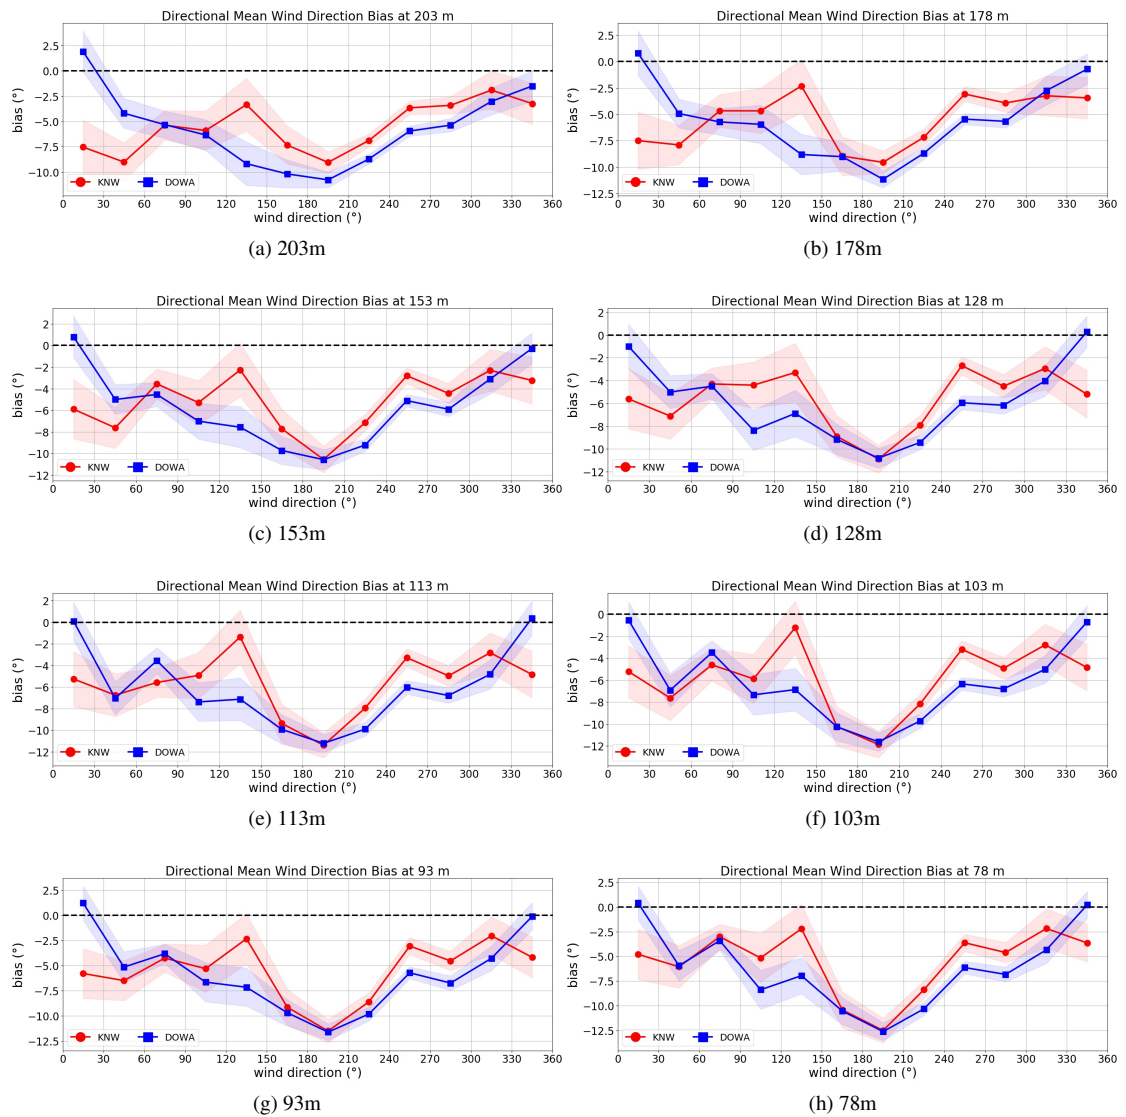 Directional Mean Wind Direction Bias at 203 m
bias (°)
2.5
0.0
−2.5
−5.0
−7.5
−10.0
KNW DOWA
0 30 60 90 120 150 180 210 240 270 300 330 360
wind direction (°)
(a) 203m
Directional Mean Wind Direction Bias at 178 m
bias (°)
2.5
0.0
−2.5
−5.0
−7.5
−10.0
−12.5
KNW DOWA
0 30 60 90 120 150 180 210 240 270 300 330 360
wind direction (°)
(b) 178m
Directional Mean Wind Direction Bias at 153 m
bias (°)
2
0
−2
−4
−6
−8
−10
−12
KNW DOWA
0 30 60 90 120 150 180 210 240 270 300 330 360
wind direction (°)
(c) 153m
Directional Mean Wind Direction Bias at 128 m
bias (°)
2
0
−2
−4
−6
−8
−10
−12
KNW DOWA
0 30 60 90 120 150 180 210 240 270 300 330 360
wind direction (°)
(d) 128m
Directional Mean Wind Direction Bias at 113 m
bias (°)
2
0
−2
−4
−6
−8
−10
−12
KNW DOWA
0 30 60 90 120 150 180 210 240 270 300 330 360
wind direction (°)
(e) 113m
Directional Mean Wind Direction Bias at 103 m
bias (°)
0
−2
−4
−6
−8
−10
−12
KNW DOWA
0 30 60 90 120 150 180 210 240 270 300 330 360
wind direction (°)
(f) 103m
Directional Mean Wind Direction Bias at 93 m
bias (°)
2.5
0.0
−2.5
−5.0
−7.5
−10.0
−12.5
KNW DOWA
0 30 60 90 120 150 180 210 240 270 300 330 360
wind direction (°)
(g) 93m
Directional Mean Wind Direction Bias at 78 m
bias (°)
2.5
0.0
−2.5
−5.0
−7.5
−10.0
−12.5
KNW DOWA
0 30 60 90 120 150 180 210 240 270 300 330 360
wind direction (°)
(h) 78m